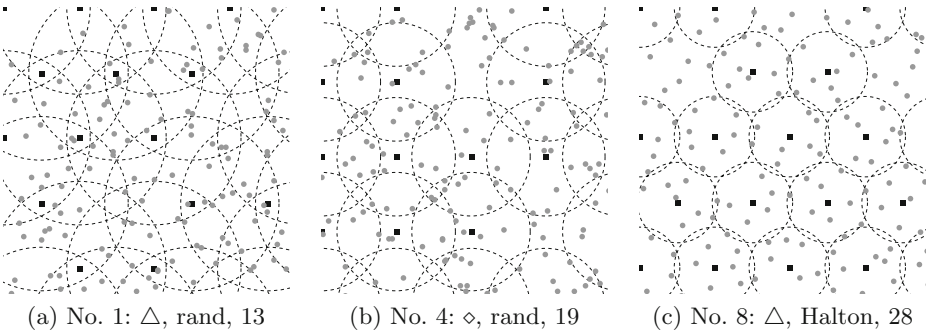 (a) No. 1: △, rand, 13
(b) No. 4: ⋄, rand, 19
(c) No. 8: △, Halton, 28